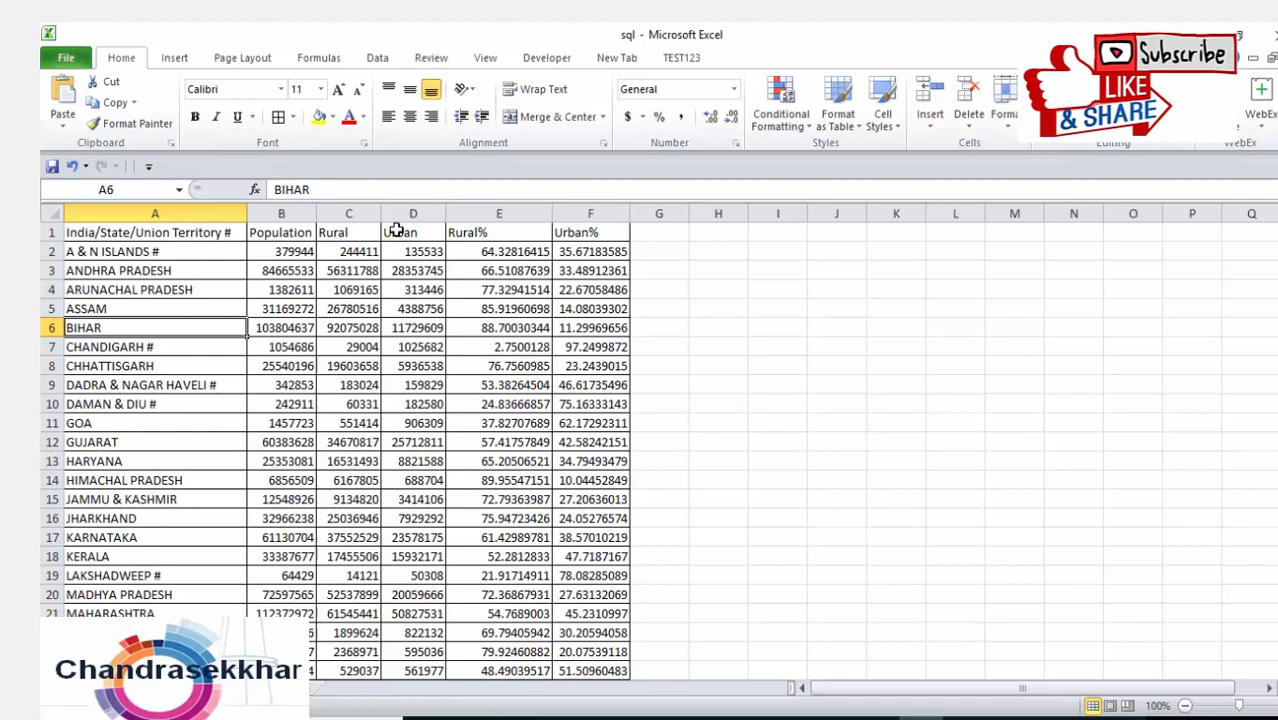 sql - Microsoft Excel
File Home Insert Page Layout Formulas Data Review View Developer New Tab TEST123
Subscribe
LIKE
& SHARE
Cut
Copy
Format Painter
Paste
Calibri 11
B I U
Wrap Text
Merge & Center
General
$ % ,
Conditional Formatting
Format as Table
Cell Styles
Insert Delete
Clipboard Font Alignment Number Styles Cells Editing WebEx
A6 fx BIHAR
A B C D E F G H I J K L M N O P Q
1 India/State/Union Territory # Population Rural Urban Rural% Urban%
2 A & N ISLANDS # 379944 244411 135533 64.32816415 35.67183585
3 ANDHRA PRADESH 84665533 56311788 28353745 66.51087639 33.48912361
4 ARUNACHAL PRADESH 1382611 1069165 313446 77.32941514 22.67058486
5 ASSAM 31169272 26780516 4388756 85.91960698 14.08039302
6 BIHAR 103804637 92075028 11729609 88.70030344 11.29969656
7 CHANDIGARH # 1054686 29004 1025682 2.7500128 97.2499872
8 CHHATTISGARH 25540196 19603658 5936538 76.7560985 23.2439015
9 DADRA & NAGAR HAVELI # 342853 183024 159829 53.38264504 46.61735496
10 DAMAN & DIU # 242911 60331 182580 24.83666857 75.16333143
11 GOA 1457723 551414 906309 37.82707689 62.17292311
12 GUJARAT 60383628 34670817 25712811 57.41757849 42.58242151
13 HARYANA 25353081 16531493 8821588 65.20506521 34.79493479
14 HIMACHAL PRADESH 6856509 6167805 688704 89.95547151 10.04452849
15 JAMMU & KASHMIR 12548926 9134820 3414106 72.79363987 27.20636013
16 JHARKHAND 32966238 25036946 7929292 75.94723426 24.05276574
17 KARNATAKA 61130704 37552529 23578175 61.42989781 38.57010219
18 KERALA 33387677 17455506 15932171 52.2812833 47.7187167
19 LAKSHADWEEP # 64429 14121 50308 21.91714911 78.08285089
20 MADHYA PRADESH 72597565 52537899 20059666 72.36867931 27.63132069
21 MAHARASHTRA 112372972 61545441 50827531 54.7689003 45.2310997
6 1899624 822132 69.79405942 30.20594058
7 2368971 595036 79.92460882 20.07539118
4 529037 561977 48.49039517 51.50960483
Chandrasekkhar
100%